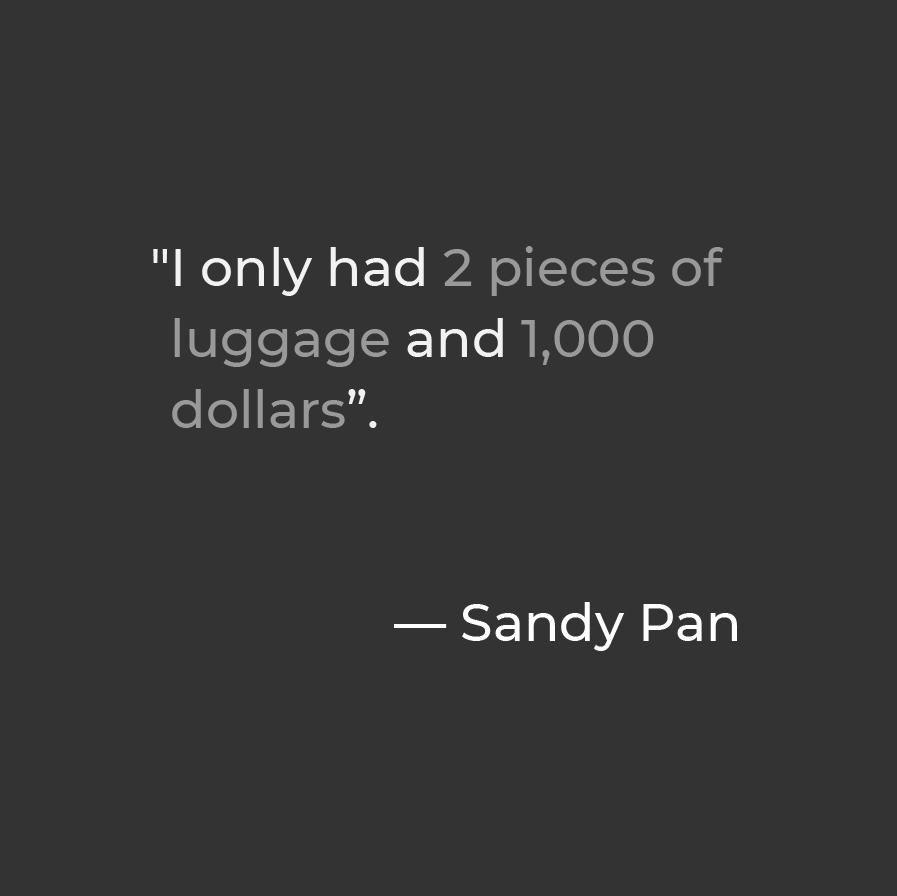 "I only had 2 pieces of
luggage and 1,000
dollars”.
— Sandy Pan